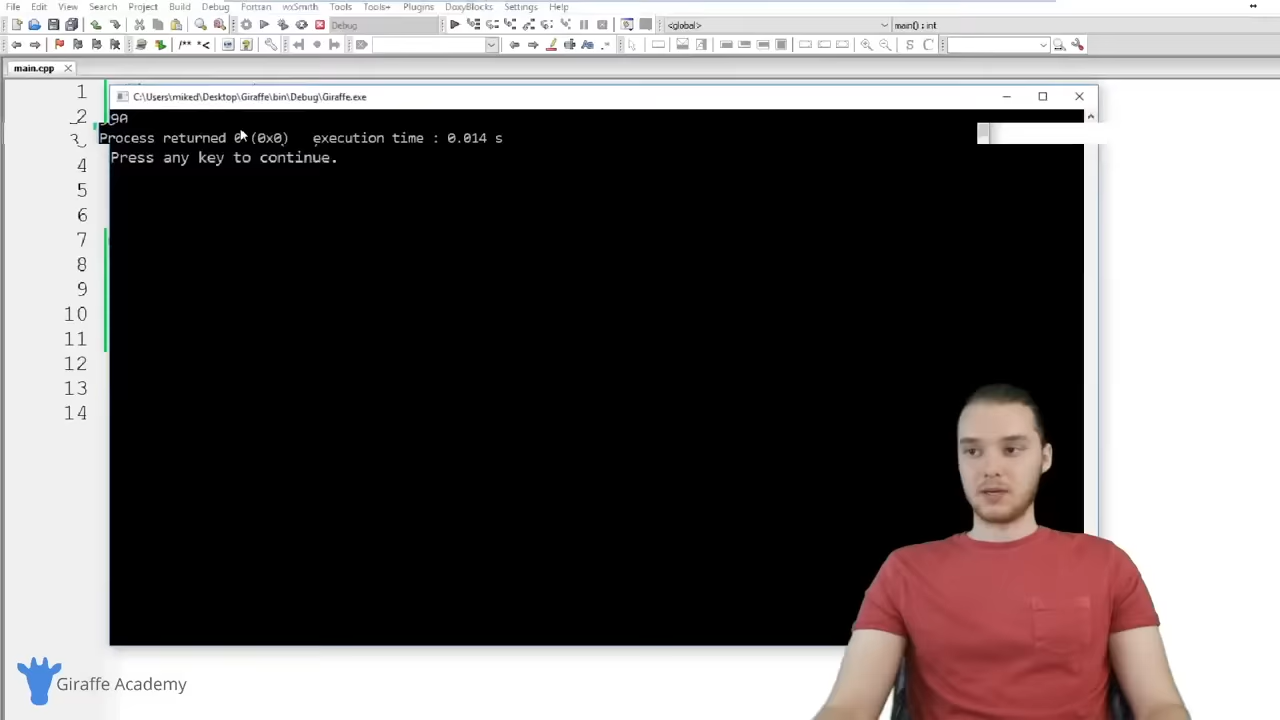 File Edit View Search Project Build Debug Fortran wxSmith Tools Tools+ Plugins DoxyBlocks Settings Help
Debug <global> main() : int
/** *<
S C
main.cpp
C:\Users\miked\Desktop\Giraffe\bin\Debug\Giraffe.exe
1
2
90
3
Process returned 0 (0x0) execution time : 0.014 s
4
Press any key to continue.
5
6
7
8
9
10
11
12
13
14
Giraffe Academy